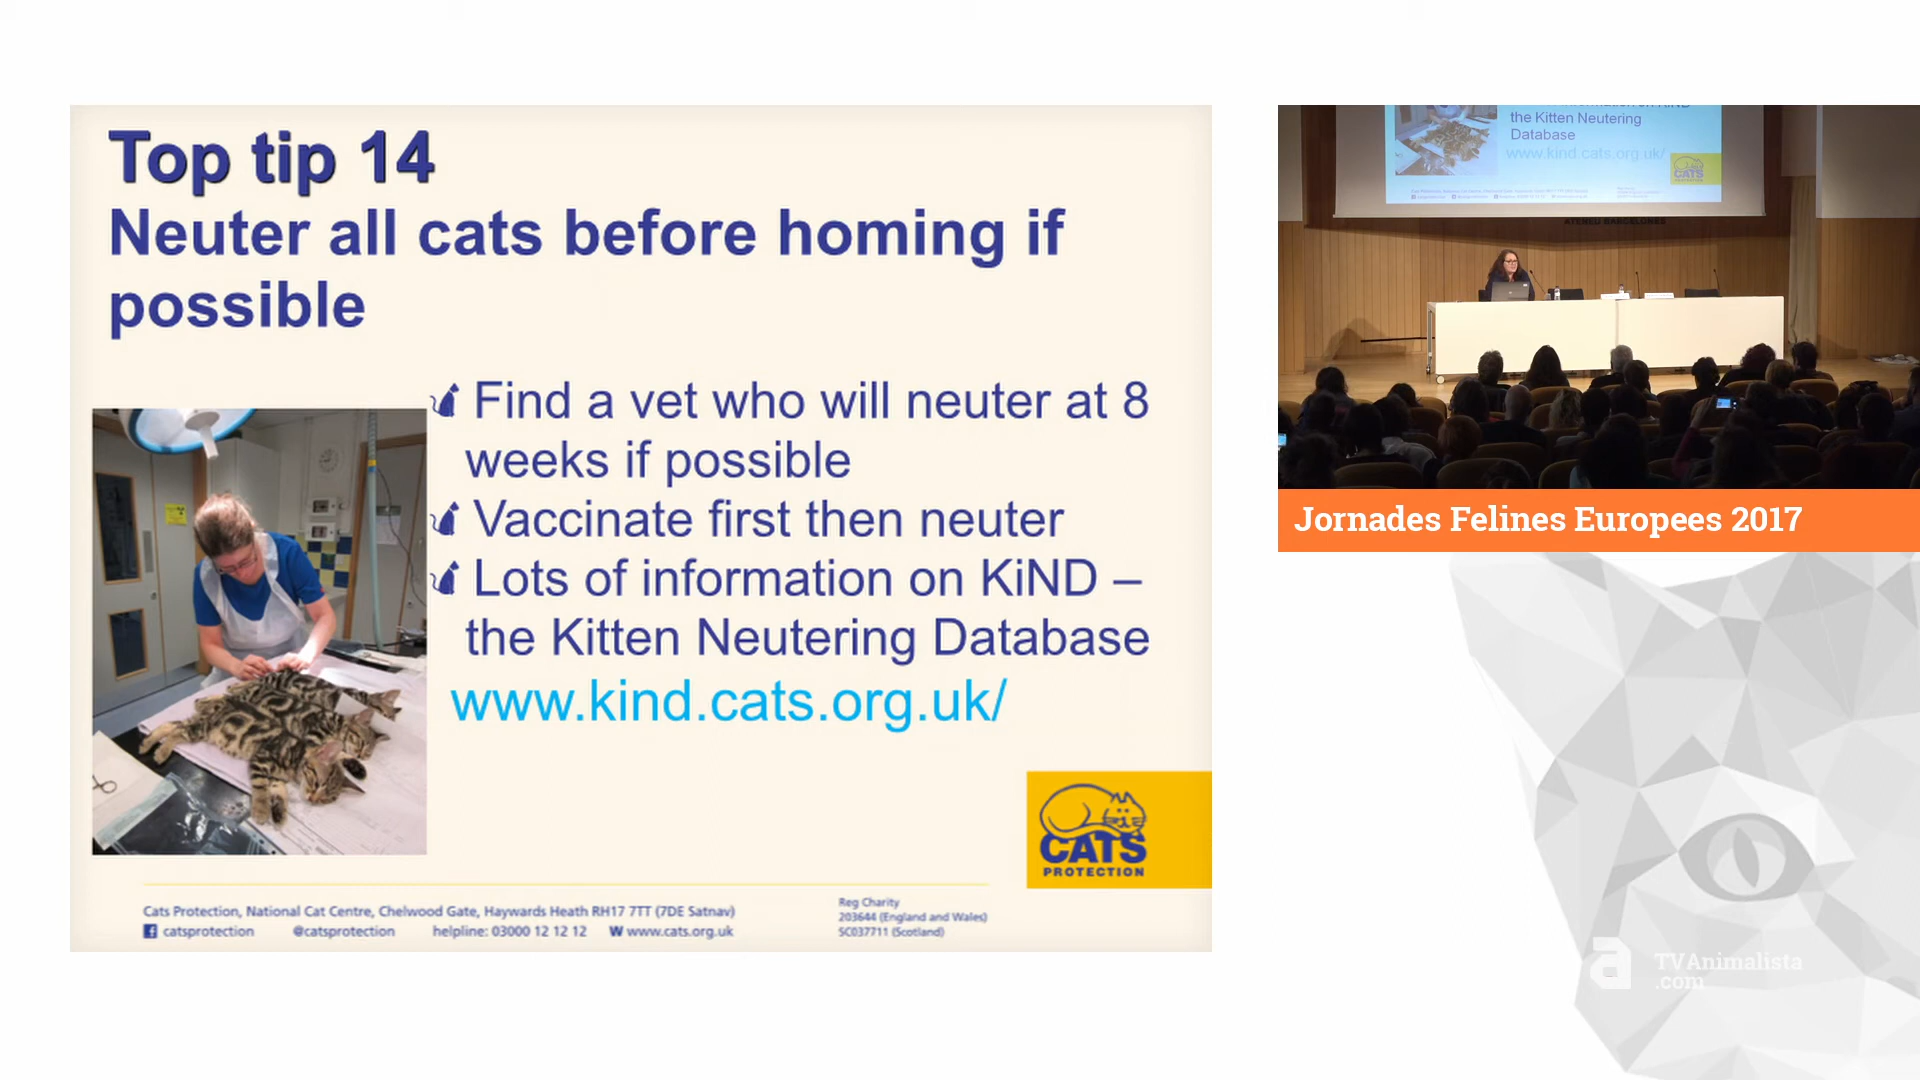 Top tip 14
Neuter all cats before homing if
possible
Find a vet who will neuter at 8
weeks if possible
Vaccinate first then neuter
Lots of information on KiND –
the Kitten Neutering Database
www.kind.cats.org.uk/
CATS
PROTECTION
Cats Protection, National Cat Centre, Chelwood Gate, Haywards Heath RH17 7TT (7DE Satnav)
catsprotection @catsprotection helpline: 03000 12 12 12 W www.cats.org.uk
Reg Charity
203644 (England and Wales)
SC037711 (Scotland)
the Kitten Neutering
Database
www.kind.cats.org.uk/
CATS
Jornades Felines Europees 2017
a TVAnimalista
.com